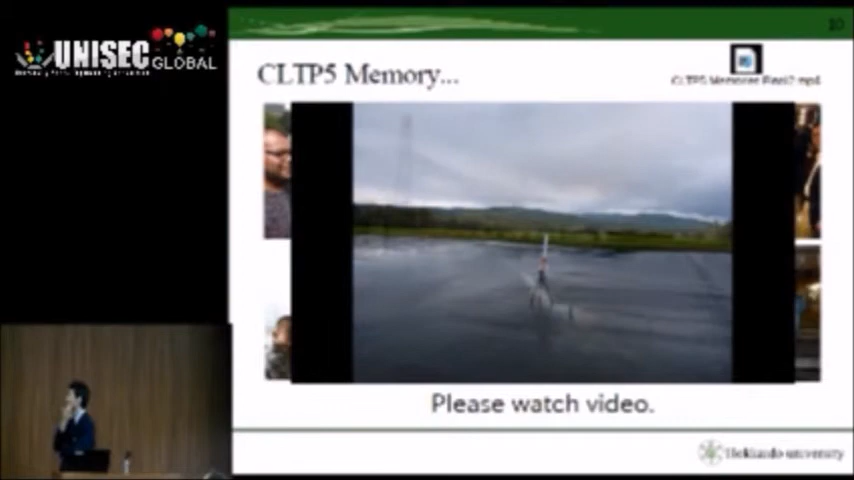 UNISEC
GLOBAL
10
CLTP5 Memory...
Please watch video.
Hokkaido university